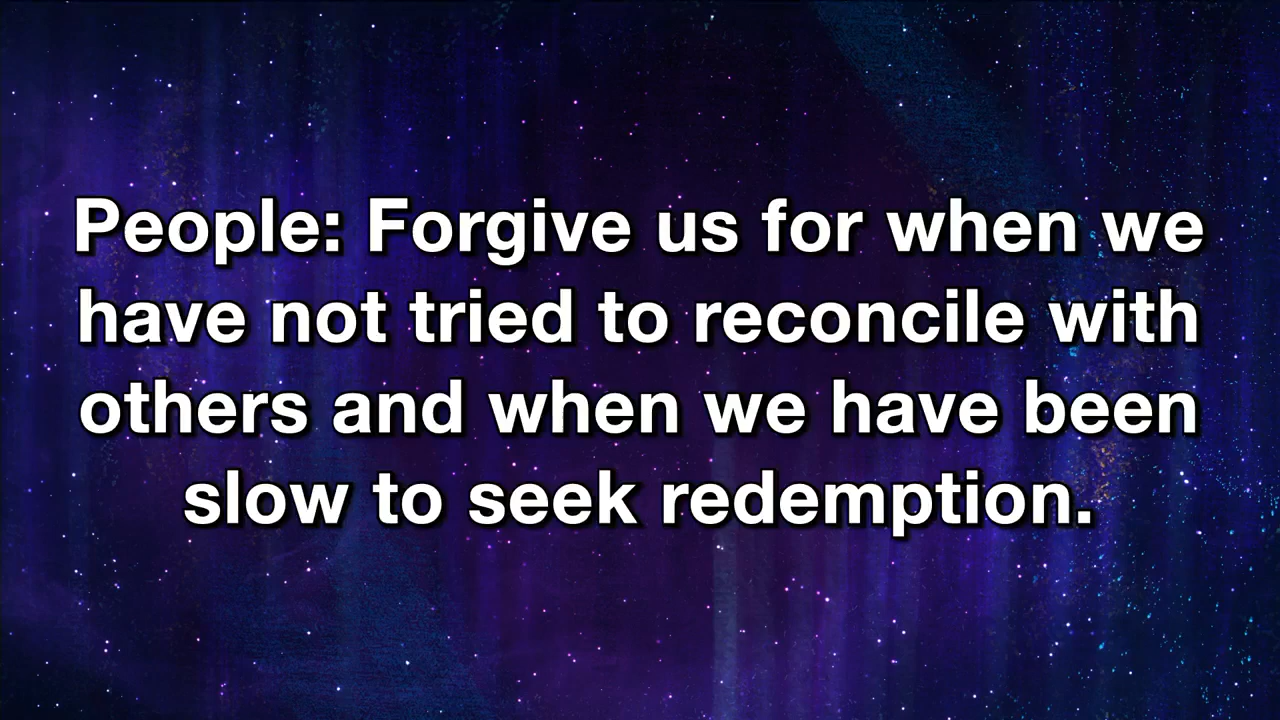 People: Forgive us for when we
have not tried to reconcile with
others and when we have been
slow to seek redemption.